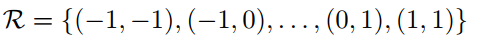 ℛ = {(−1, −1), (−1, 0), . . . , (0, 1), (1, 1)}